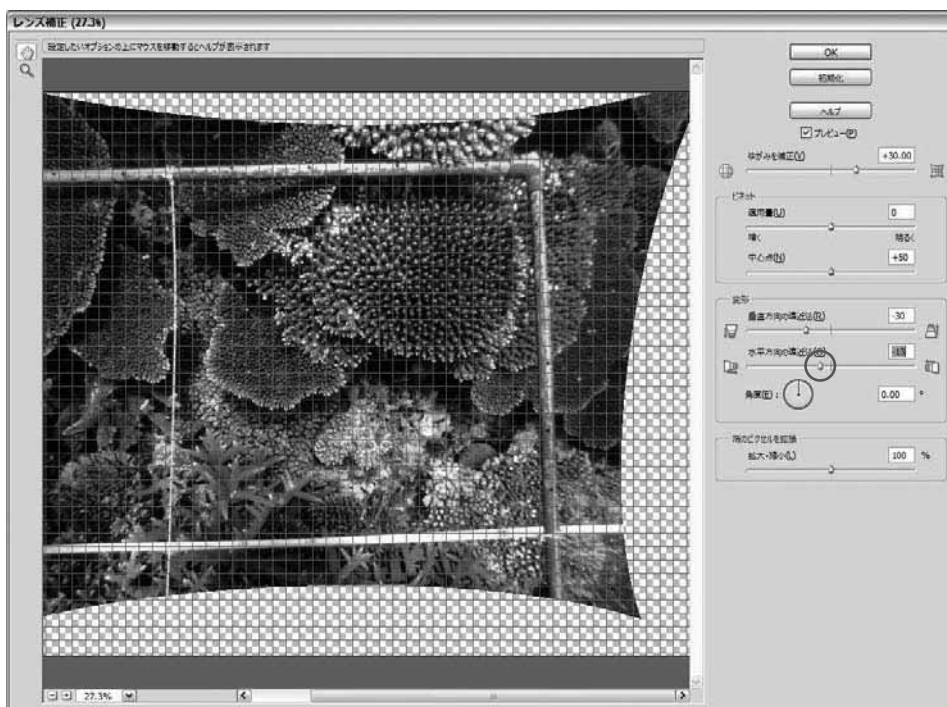 レンズ補正 (27.3%)
設定したいオプションの上にマウスを移動するとヘルプが表示されます
OK
初期化
ヘルプ
プレビュー(P)
ゆがみを補正(V)
+30.00
ビネット
適用量(U)
0
暗く
明るく
中心点(N)
+50
変形
垂直方向の遠近法(R)
-30
水平方向の遠近法(O)
角度(E):
0.00 °
端のピクセルを拡張
拡大・縮小(L)
100 %
27.3%